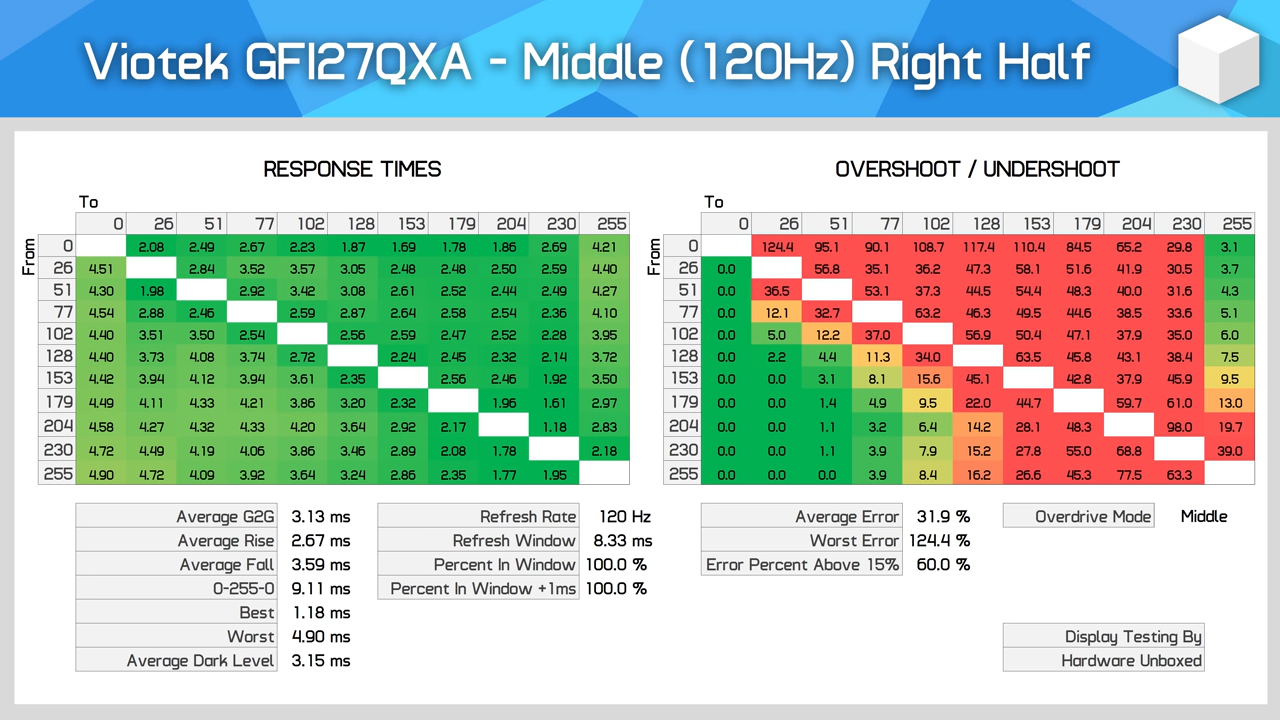 Viotek GFI27QXA - Middle (120Hz) Right Half
RESPONSE TIMES
To
From
0 26 51 77 102 128 153 179 204 230 255
0 2.08 2.49 2.67 2.23 1.87 1.69 1.78 1.86 2.69 4.21
26 4.51 2.84 3.52 3.57 3.05 2.48 2.48 2.50 2.59 4.40
51 4.30 1.98 2.92 3.42 3.08 2.61 2.52 2.44 2.49 4.27
77 4.54 2.88 2.46 2.59 2.87 2.64 2.58 2.54 2.36 4.10
102 4.40 3.51 3.50 2.54 2.56 2.59 2.47 2.52 2.28 3.95
128 4.40 3.73 4.08 3.74 2.72 2.24 2.45 2.32 2.14 3.72
153 4.42 3.94 4.12 3.94 3.61 2.35 2.56 2.46 1.92 3.50
179 4.49 4.11 4.33 4.21 3.86 3.20 2.32 1.96 1.61 2.97
204 4.58 4.27 4.32 4.33 4.20 3.64 2.92 2.17 1.18 2.83
230 4.72 4.49 4.19 4.06 3.86 3.46 2.89 2.08 1.78 2.18
255 4.90 4.72 4.09 3.92 3.64 3.24 2.86 2.35 1.77 1.95
OVERSHOOT / UNDERSHOOT
To
From
0 26 51 77 102 128 153 179 204 230 255
0 124.4 95.1 90.1 108.7 117.4 110.4 84.5 65.2 29.8 3.1
26 0.0 56.8 35.1 36.2 47.3 58.1 51.6 41.9 30.5 3.7
51 0.0 36.5 53.1 37.3 44.5 54.4 48.3 40.0 31.6 4.3
77 0.0 12.1 32.7 63.2 46.3 49.5 44.6 38.5 33.6 5.1
102 0.0 5.0 12.2 37.0 56.9 50.4 47.1 37.9 35.0 6.0
128 0.0 2.2 4.4 11.3 34.0 63.5 45.8 43.1 38.4 7.5
153 0.0 0.0 3.1 8.1 15.6 45.1 42.8 37.9 45.9 9.5
179 0.0 0.0 1.4 4.9 9.5 22.0 44.7 59.7 61.0 13.0
204 0.0 0.0 1.1 3.2 6.4 14.2 28.1 48.3 98.0 19.7
230 0.0 0.0 1.1 3.9 7.9 15.2 27.8 55.0 68.8 39.0
255 0.0 0.0 0.0 3.9 8.4 16.2 26.6 45.3 77.5 63.3
Average G2G 3.13 ms
Average Rise 2.67 ms
Average Fall 3.59 ms
0-255-0 9.11 ms
Best 1.18 ms
Worst 4.90 ms
Average Dark Level 3.15 ms
Refresh Rate 120 Hz
Refresh Window 8.33 ms
Percent In Window 100.0 %
Percent In Window +1ms 100.0 %
Average Error 31.9 %
Worst Error 124.4 %
Error Percent Above 15% 60.0 %
Overdrive Mode Middle
Display Testing By
Hardware Unboxed